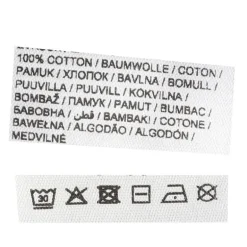 100% COTTON / BAUMWOLLE / COTON /
PAMUK / ХЛОПОК / BAVLNA / BOMULL /
PUUVILLA / PUUVILL / KOKVILNA /
BOMBAŽ / ПАМУК / PAMUT / BUMBAC /
БАВОВНА / قطن / BAMBAKI / COTONE /
BAWEŁNA / ALGODÃO / ALGODÓN /
MEDVILNĖ
30